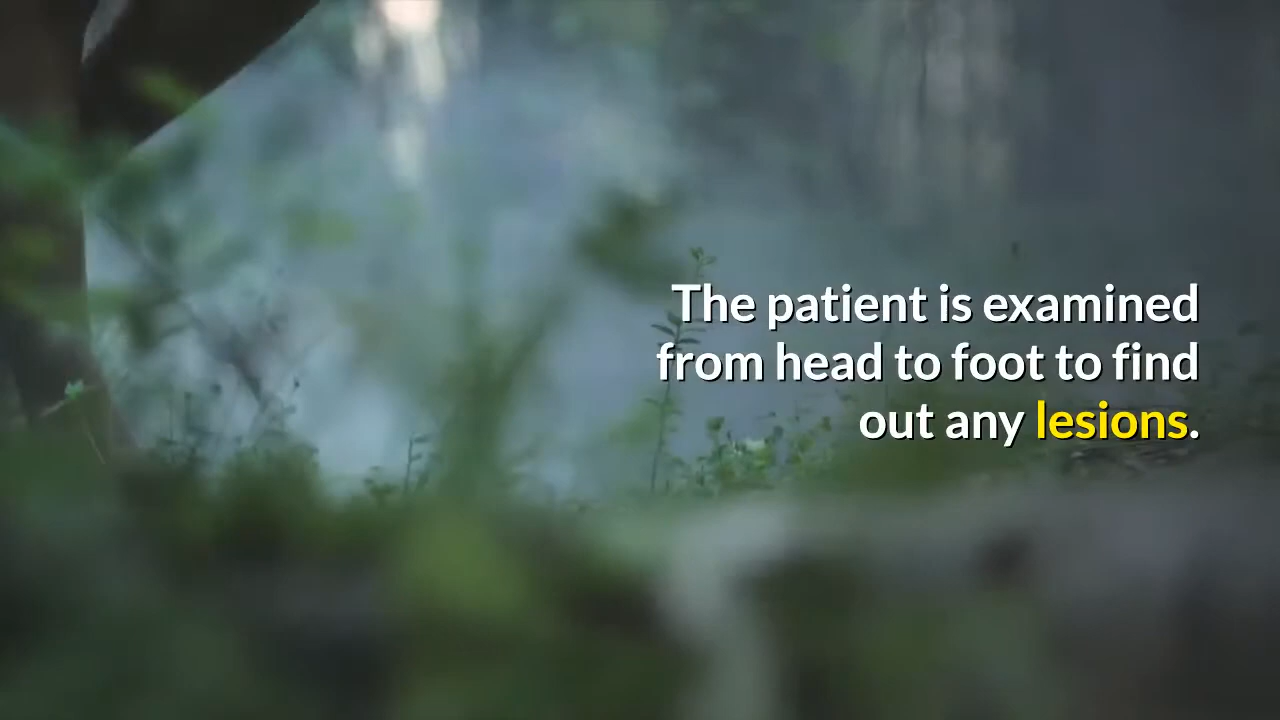 The patient is examined
from head to foot to find
out any lesions.